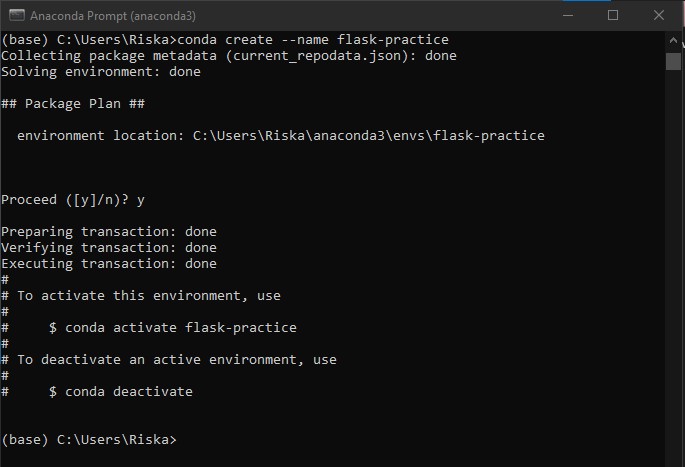 Anaconda Prompt (anaconda3)
(base) C:\Users\Riska>conda create --name flask-practice
Collecting package metadata (current_repodata.json): done
Solving environment: done
## Package Plan ##
environment location: C:\Users\Riska\anaconda3\envs\flask-practice
Proceed ([y]/n)? y
Preparing transaction: done
Verifying transaction: done
Executing transaction: done
#
# To activate this environment, use
#
#     $ conda activate flask-practice
#
# To deactivate an active environment, use
#
#     $ conda deactivate
(base) C:\Users\Riska>